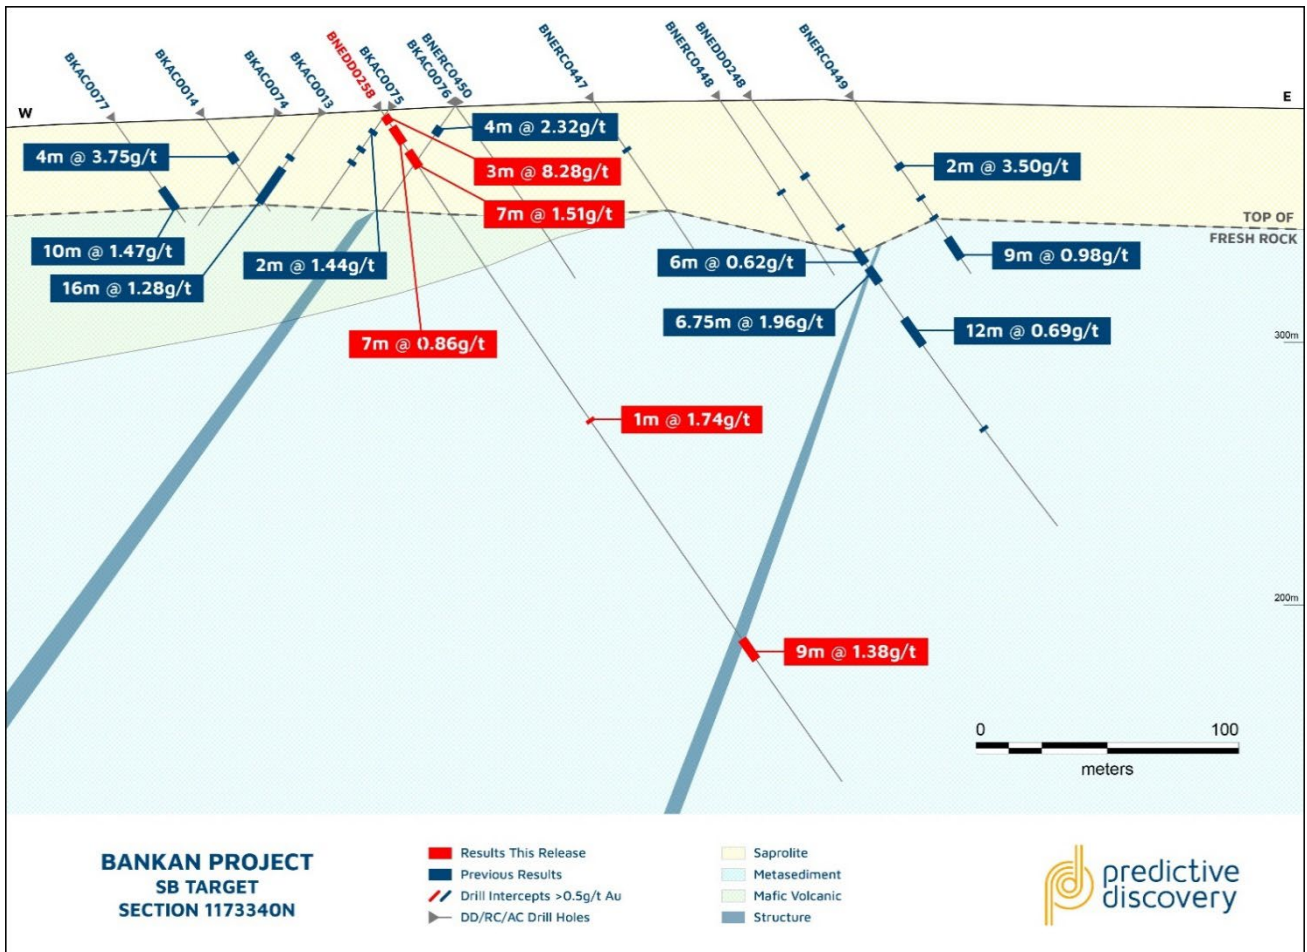 BKAC0077
BKAC0014
BKAC0074
BKAC0013
BNEDD0258
BKAC0075
BKAC0076
BNERC0450
BNERC0447
BNERC0448
BNEDD0248
BNERC0449
W
E
4m @ 3.75g/t
4m @ 2.32g/t
3m @ 8.28g/t
2m @ 3.50g/t
7m @ 1.51g/t
TOP OF
FRESH ROCK
10m @ 1.47g/t
16m @ 1.28g/t
2m @ 1.44g/t
6m @ 0.62g/t
9m @ 0.98g/t
6.75m @ 1.96g/t
12m @ 0.69g/t
7m @ 0.86g/t
300m
1m @ 1.74g/t
200m
9m @ 1.38g/t
0 100
meters
BANKAN PROJECT
SB TARGET
SECTION 1173340N
Results This Release
Previous Results
Drill Intercepts >0.5g/t Au
DD/RC/AC Drill Holes
Saprolite
Metasediment
Mafic Volcanic
Structure
predictive
discovery